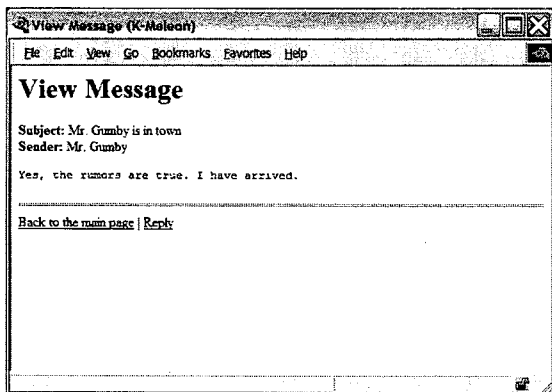 View Message (K-Meleon)
File Edit View Go Bookmarks Favorites Help
View Message
Subject: Mr. Gumby is in town
Sender: Mr. Gumby
Yes, the rumors are true. I have arrived.
Back to the main page | Reply